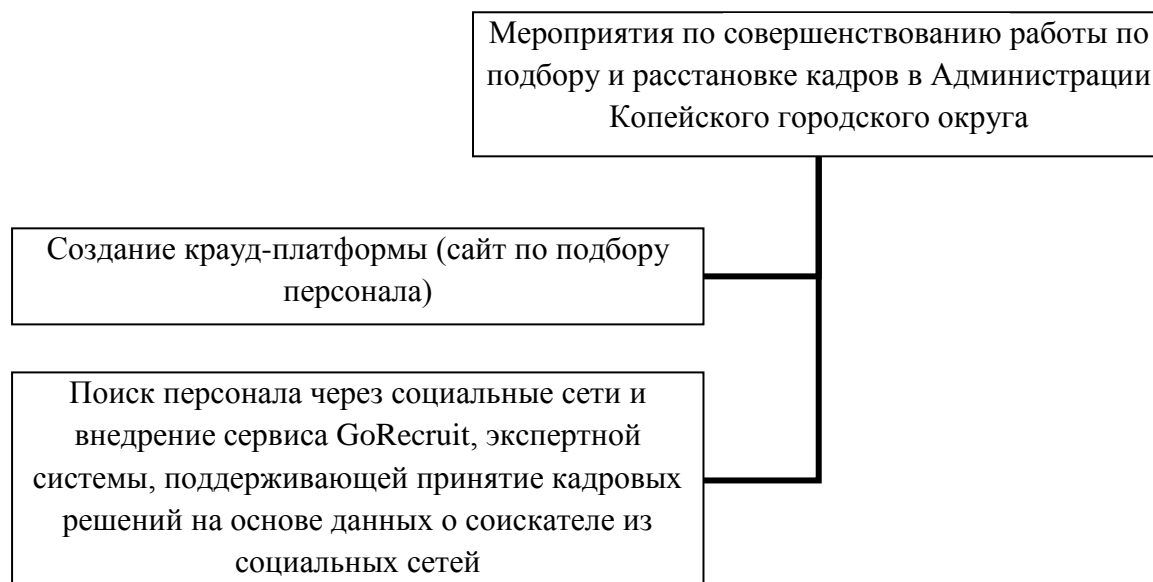 Мероприятия по совершенствованию работы по
подбору и расстановке кадров в Администрации
Копейского городского округа
Создание крауд-платформы (сайт по подбору
персонала)
Поиск персонала через социальные сети и
внедрение сервиса GoRecruit, экспертной
системы, поддерживающей принятие кадровых
решений на основе данных о соискателе из
социальных сетей